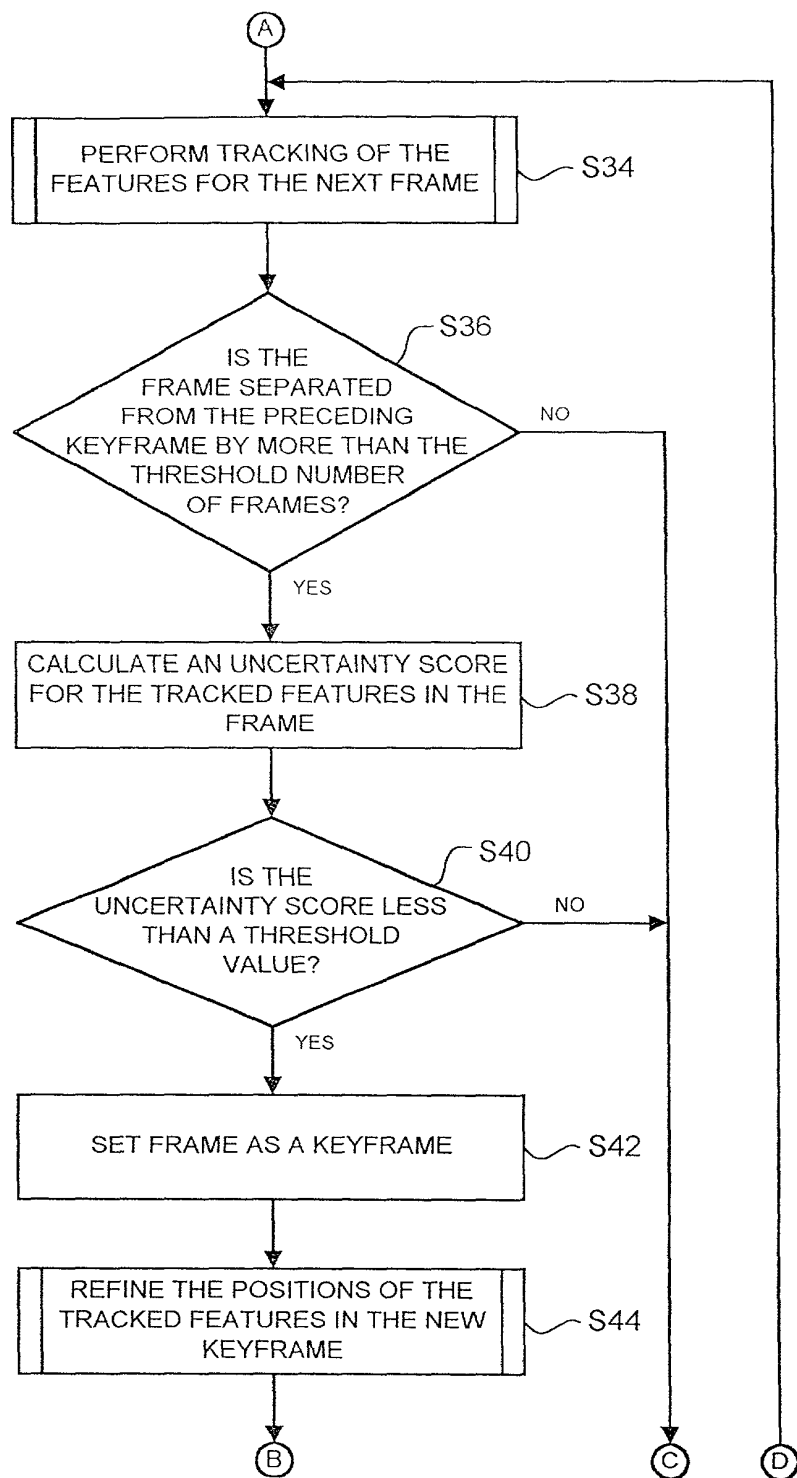 A
PERFORM TRACKING OF THE
FEATURES FOR THE NEXT FRAME
S34
S36
IS THE
FRAME SEPARATED
FROM THE PRECEDING
KEYFRAME BY MORE THAN THE
THRESHOLD NUMBER
OF FRAMES?
NO
YES
CALCULATE AN UNCERTAINTY SCORE
FOR THE TRACKED FEATURES IN THE
FRAME
S38
S40
IS THE
UNCERTAINTY SCORE LESS
THAN A THRESHOLD
VALUE?
NO
YES
SET FRAME AS A KEYFRAME
S42
REFINE THE POSITIONS OF THE
TRACKED FEATURES IN THE NEW
KEYFRAME
S44
B
C
D